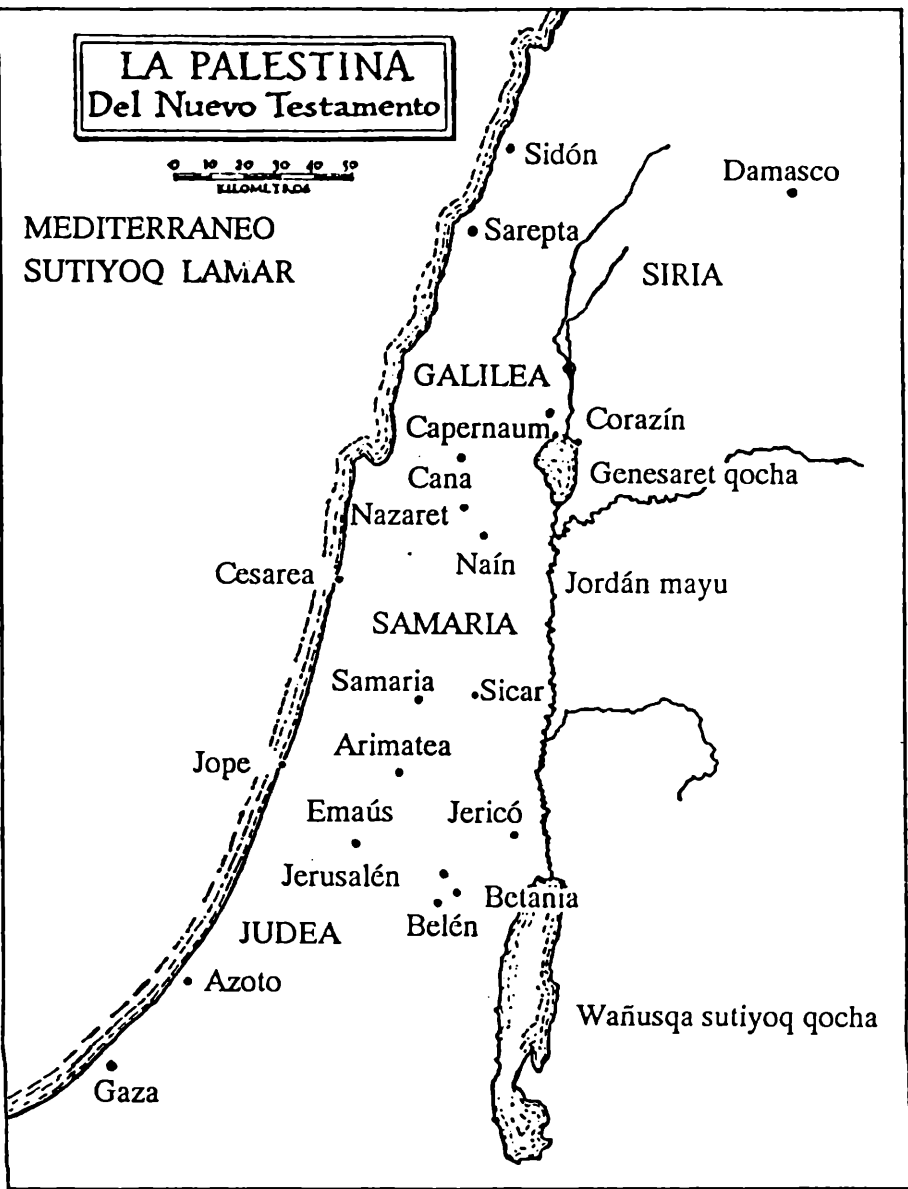 LA PALESTINA
Del Nuevo Testamento
0 10 20 30 40 50
KILOMETROS
MEDITERRANEO
SUTIYOQ LAMAR
Sidón
Damasco
Sarepta
SIRIA
GALILEA
Capernaum
Corazín
Cana
Genesaret qocha
Nazaret
Naín
Cesarea
Jordán mayu
SAMARIA
Samaria
Sicar
Arimatea
Jope
Emaús
Jericó
Jerusalén
Betania
Belén
JUDEA
Azoto
Wañusqa sutiyoq qocha
Gaza